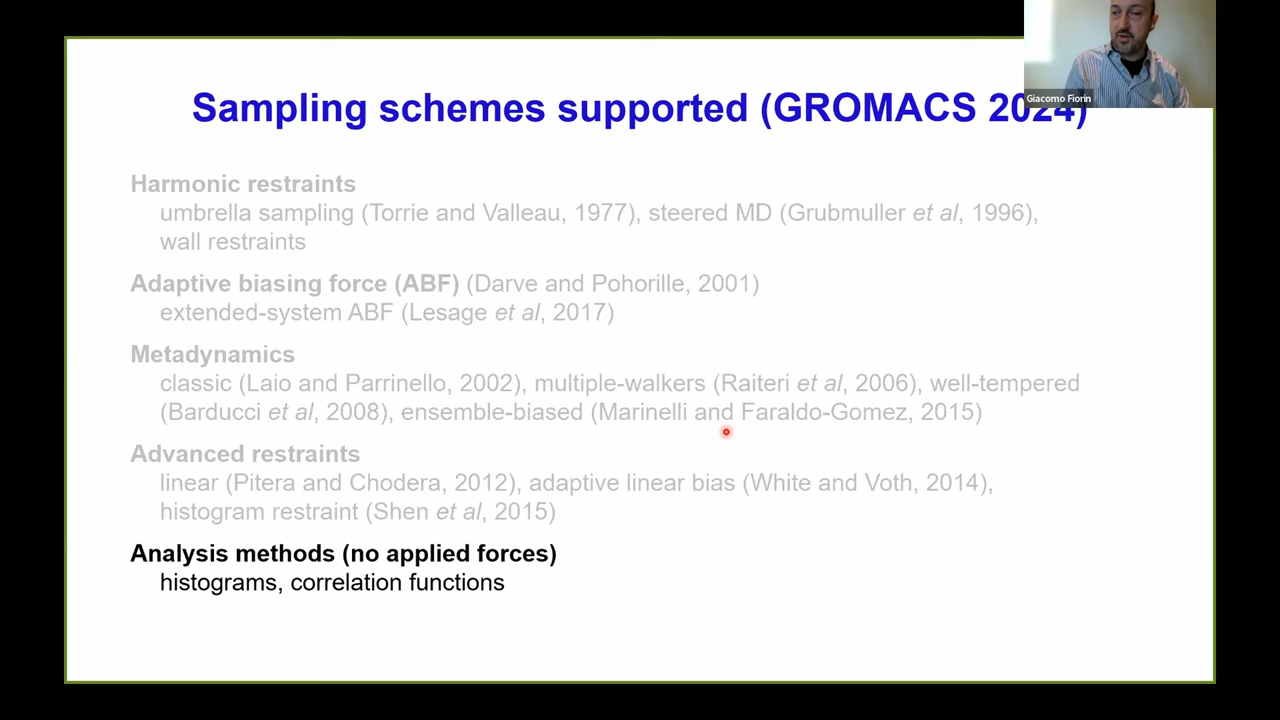 Giacomo Fiorin
Sampling schemes supported (GROMACS 2024)
Harmonic restraints
umbrella sampling (Torrie and Valleau, 1977), steered MD (Grubmuller et al, 1996),
wall restraints
Adaptive biasing force (ABF) (Darve and Pohorille, 2001)
extended-system ABF (Lesage et al, 2017)
Metadynamics
classic (Laio and Parrinello, 2002), multiple-walkers (Raiteri et al, 2006), well-tempered
(Barducci et al, 2008), ensemble-biased (Marinelli and Faraldo-Gomez, 2015)
Advanced restraints
linear (Pitera and Chodera, 2012), adaptive linear bias (White and Voth, 2014),
histogram restraint (Shen et al, 2015)
Analysis methods (no applied forces)
histograms, correlation functions